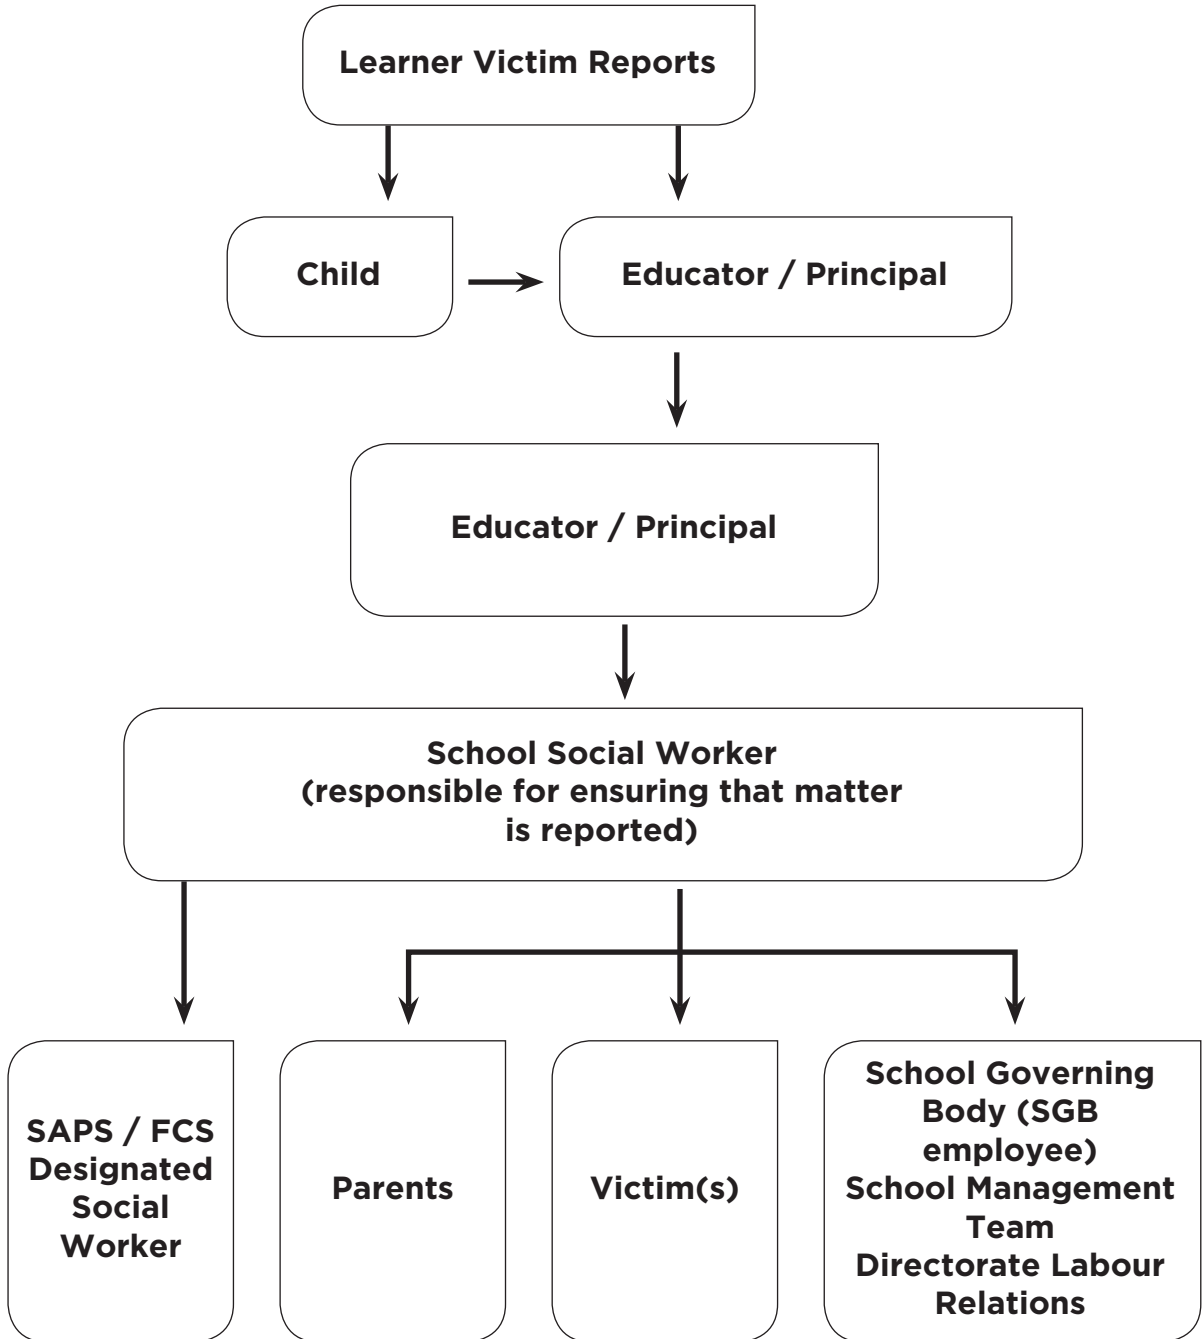 Learner Victim Reports
Child
Educator / Principal
Educator / Principal
School Social Worker
(responsible for ensuring that matter
is reported)
SAPS / FCS
Designated
Social
Worker
Parents
Victim(s)
School Governing
Body (SGB
employee)
School Management
Team
Directorate Labour
Relations